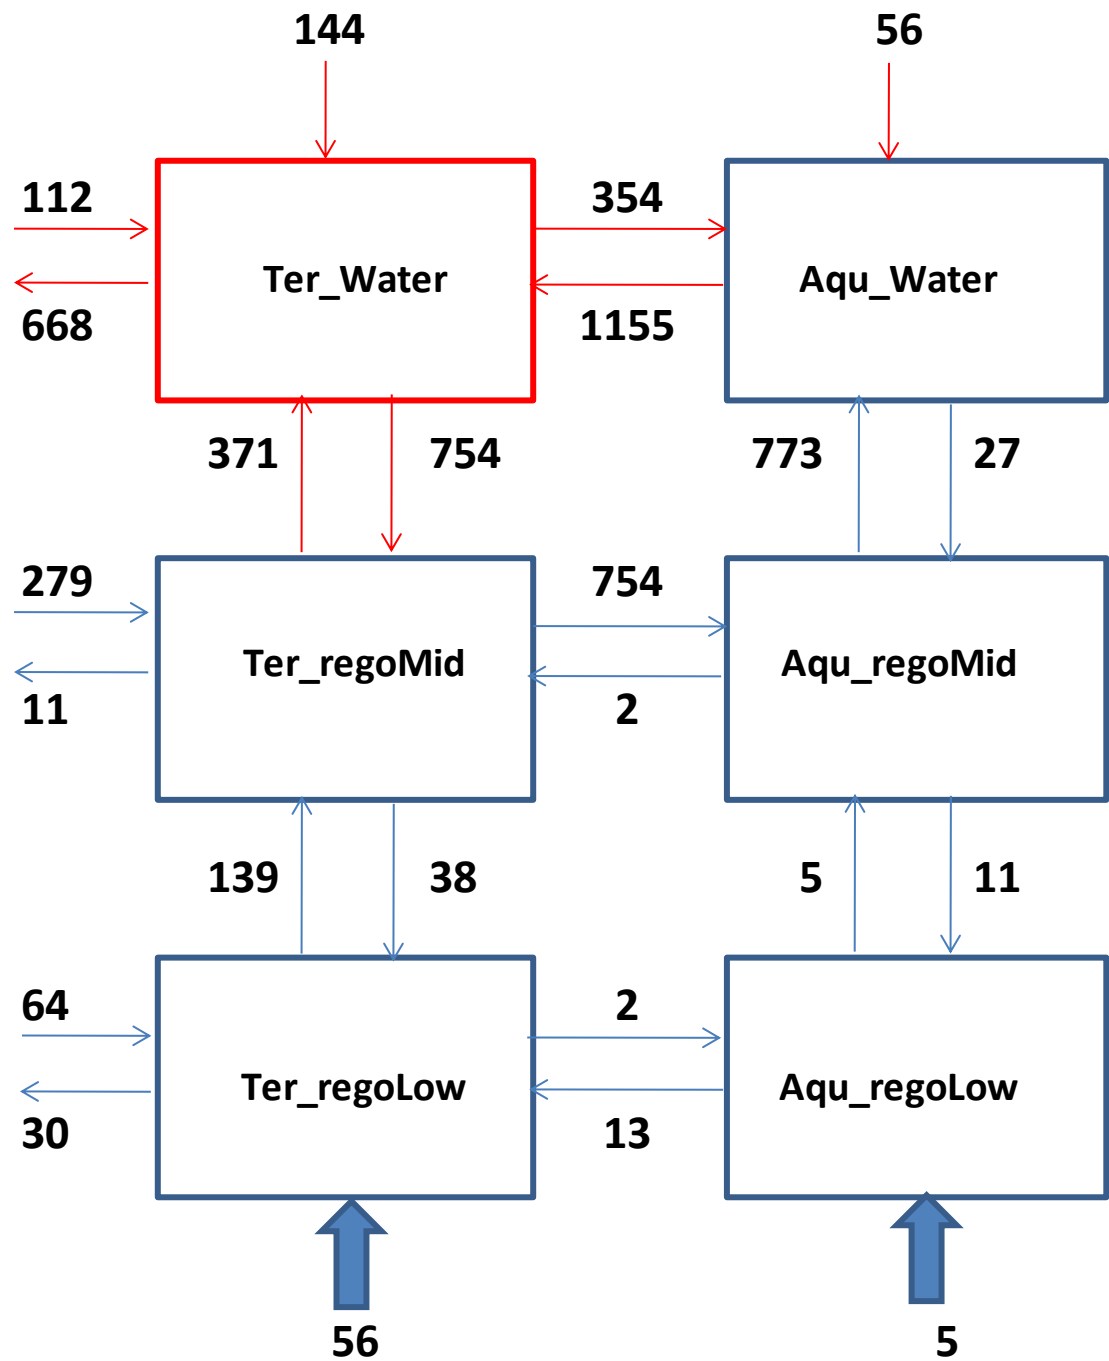 144 56
112 354
Ter_Water Aqu_Water
668 1155
371 754 773 27
279 754
Ter_regoMid Aqu_regoMid
11 2
139 38 5 11
64 2
Ter_regoLow Aqu_regoLow
30 13
56 5